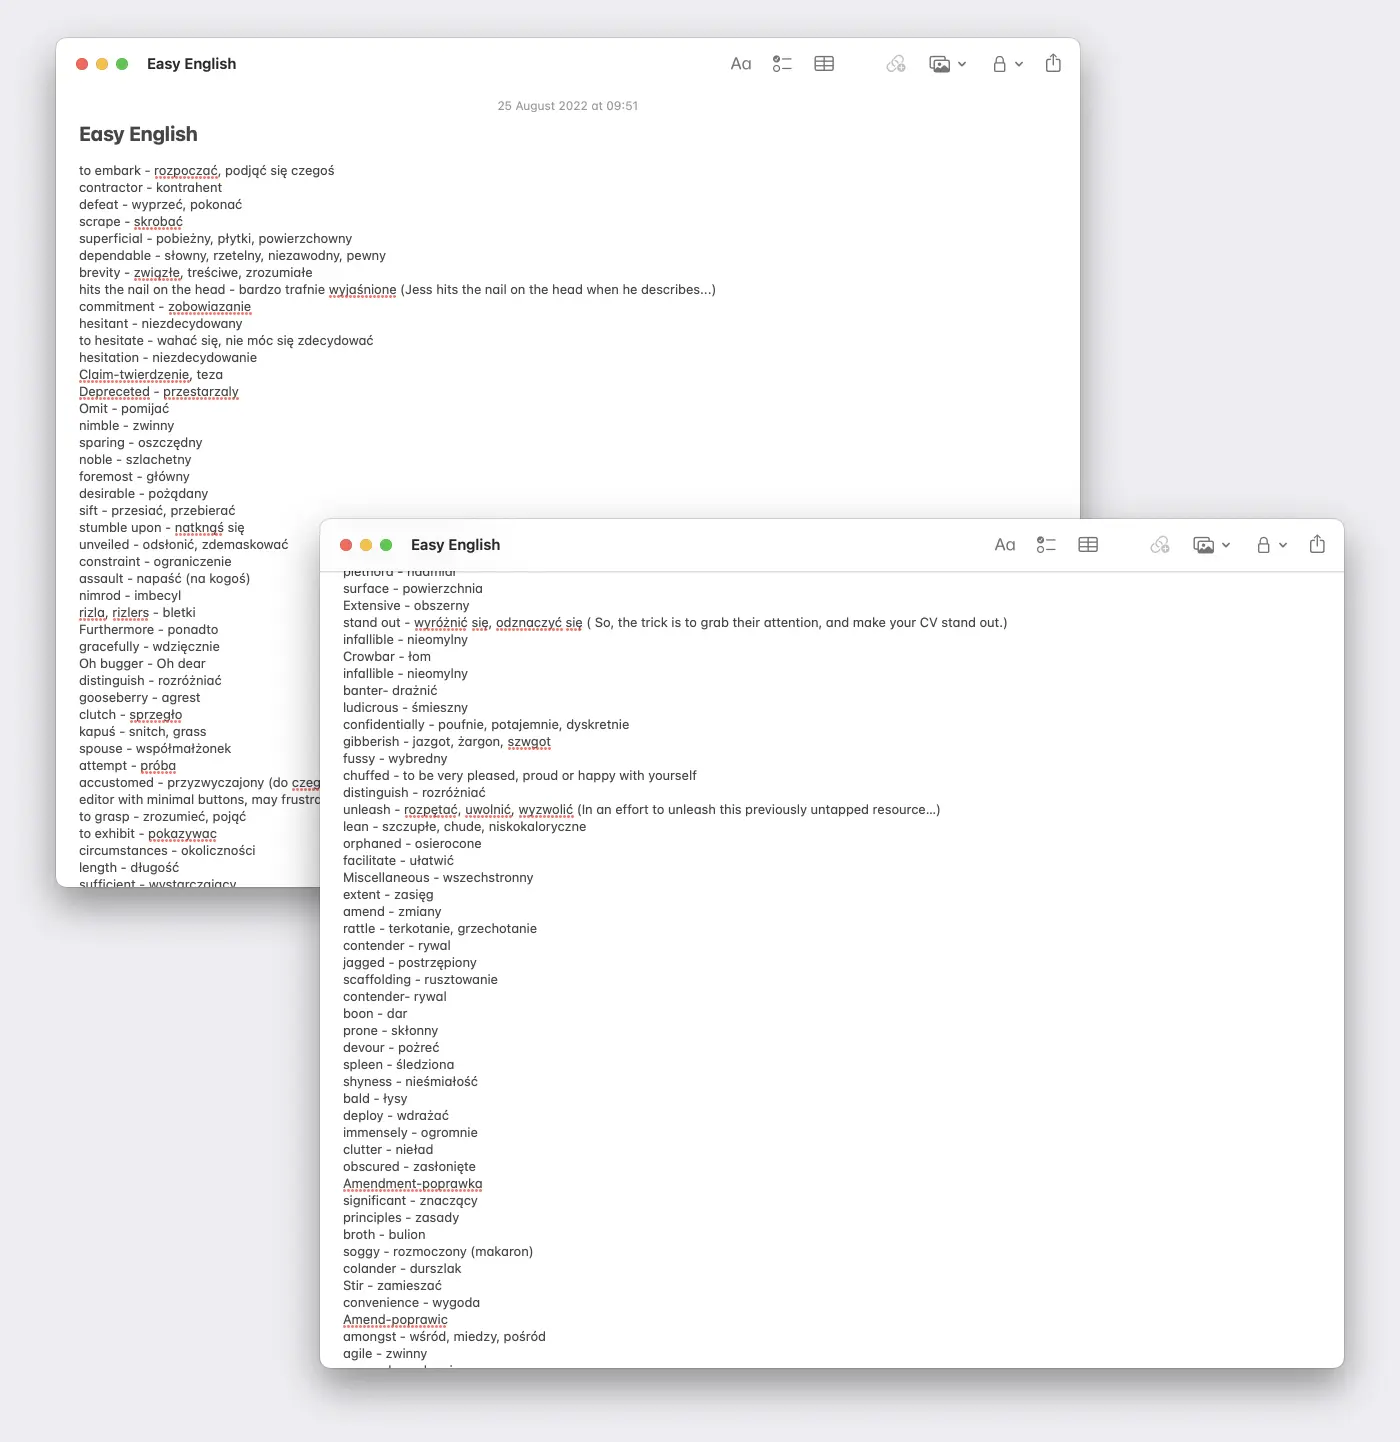 Easy English
Aa
25 August 2022 at 09:51
Easy English
to embark - rozpoczać, podjąć się czegoś
contractor - kontrahent
defeat - wyprzeć, pokonać
scrape - skrobać
superficial - pobieżny, płytki, powierzchowny
dependable - słowny, rzetelny, niezawodny, pewny
brevity - związłe, treściwe, zrozumiałe
hits the nail on the head - bardzo trafnie wyjaśnione (Jess hits the nail on the head when he describes...)
commitment - zobowiazanie
hesitant - niezdecydowany
to hesitate - wahać się, nie móc się zdecydować
hesitation - niezdecydowanie
Claim-twierdzenie, teza
Depreceted - przestarzaly
Omit - pomijać
nimble - zwinny
sparing - oszczędny
noble - szlachetny
foremost - główny
desirable - pożądany
sift - przesiać, przebierać
stumble upon - natknąś się
unveiled - odsłonić, zdemaskować
constraint - ograniczenie
assault - napaść (na kogoś)
nimrod - imbecyl
rizla, rizlers - bletki
Furthermore - ponadto
gracefully - wdzięcznie
Oh bugger - Oh dear
distinguish - rozróżniać
gooseberry - agrest
clutch - sprzęgło
kapuś - snitch, grass
spouse - współmałżonek
attempt - próba
accustomed - przyzwyczajony (do czeg
editor with minimal buttons, may frustra
to grasp - zrozumieć, pojąć
to exhibit - pokazywac
circumstances - okoliczności
length - długość
sufficient - wystarczający
Easy English
Aa
plethora - nadmiar
surface - powierzchnia
Extensive - obszerny
stand out - wyróżnić się, odznaczyć się ( So, the trick is to grab their attention, and make your CV stand out.)
infallible - nieomylny
Crowbar - łom
infallible - nieomylny
banter- drażnić
ludicrous - śmieszny
confidentially - poufnie, potajemnie, dyskretnie
gibberish - jazgot, żargon, szwgot
fussy - wybredny
chuffed - to be very pleased, proud or happy with yourself
distinguish - rozróżniać
unleash - rozpętać, uwolnić, wyzwolić (In an effort to unleash this previously untapped resource...)
lean - szczupłe, chude, niskokaloryczne
orphaned - osierocone
facilitate - ułatwić
Miscellaneous - wszechstronny
extent - zasięg
amend - zmiany
rattle - terkotanie, grzechotanie
contender - rywal
jagged - postrzępiony
scaffolding - rusztowanie
contender- rywal
boon - dar
prone - skłonny
devour - pożreć
spleen - śledziona
shyness - nieśmiałość
bald - łysy
deploy - wdrażać
immensely - ogromnie
clutter - nieład
obscured - zasłonięte
Amendment-poprawka
significant - znaczący
principles - zasady
broth - bulion
soggy - rozmoczony (makaron)
colander - durszlak
Stir - zamieszać
convenience - wygoda
Amend-poprawic
amongst - wśród, miedzy, pośród
agile - zwinny